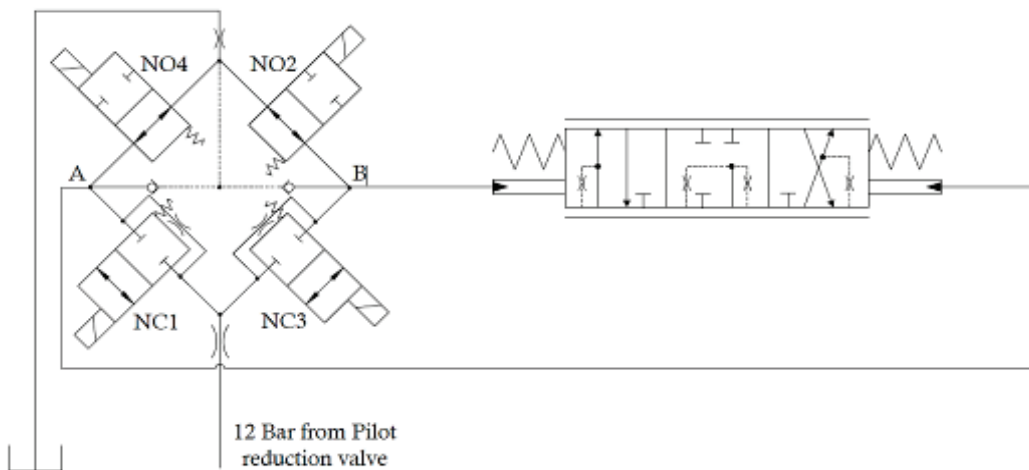 NO4
NO2
A
B
NC1
NC3
12 Bar from Pilot
reduction valve